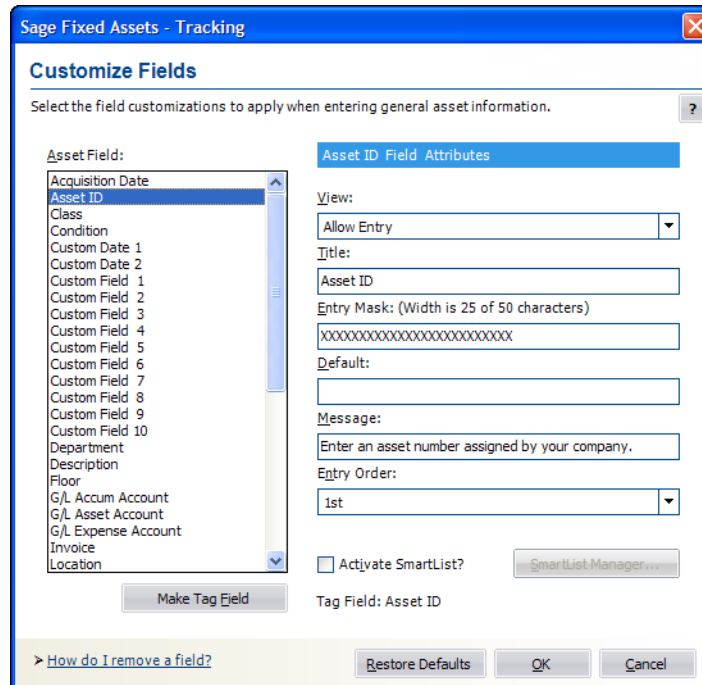 Sage Fixed Assets - Tracking
Customize Fields
Select the field customizations to apply when entering general asset information.
?
Asset Field:
Acquisition Date
Asset ID
Class
Condition
Custom Date 1
Custom Date 2
Custom Field 1
Custom Field 2
Custom Field 3
Custom Field 4
Custom Field 5
Custom Field 6
Custom Field 7
Custom Field 8
Custom Field 9
Custom Field 10
Department
Description
Floor
G/L Accum Account
G/L Asset Account
G/L Expense Account
Invoice
Location
Make Tag Field
Asset ID Field Attributes
View:
Allow Entry
Title:
Asset ID
Entry Mask: (Width is 25 of 50 characters)
XXXXXXXXXXXXXXXXXXXXXXXXX
Default:
Message:
Enter an asset number assigned by your company.
Entry Order:
1st
Activate SmartList?
SmartList Manager...
Tag Field: Asset ID
How do I remove a field?
Restore Defaults
OK
Cancel